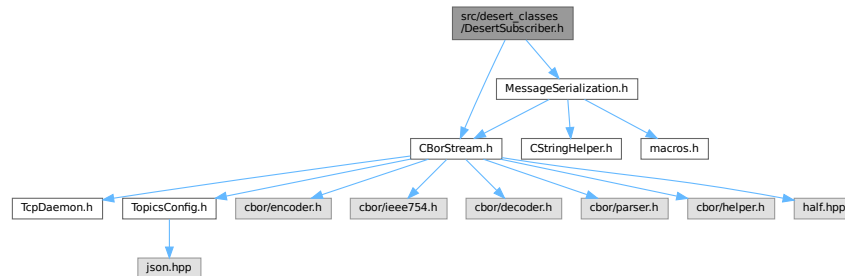 src/desert_classes
/DesertSubscriber.h
MessageSerialization.h
CBorStream.h
CStringHelper.h
macros.h
TcpDaemon.h
TopicsConfig.h
cbor/encoder.h
cbor/ieee754.h
cbor/decoder.h
cbor/parser.h
cbor/helper.h
half.hpp
json.hpp